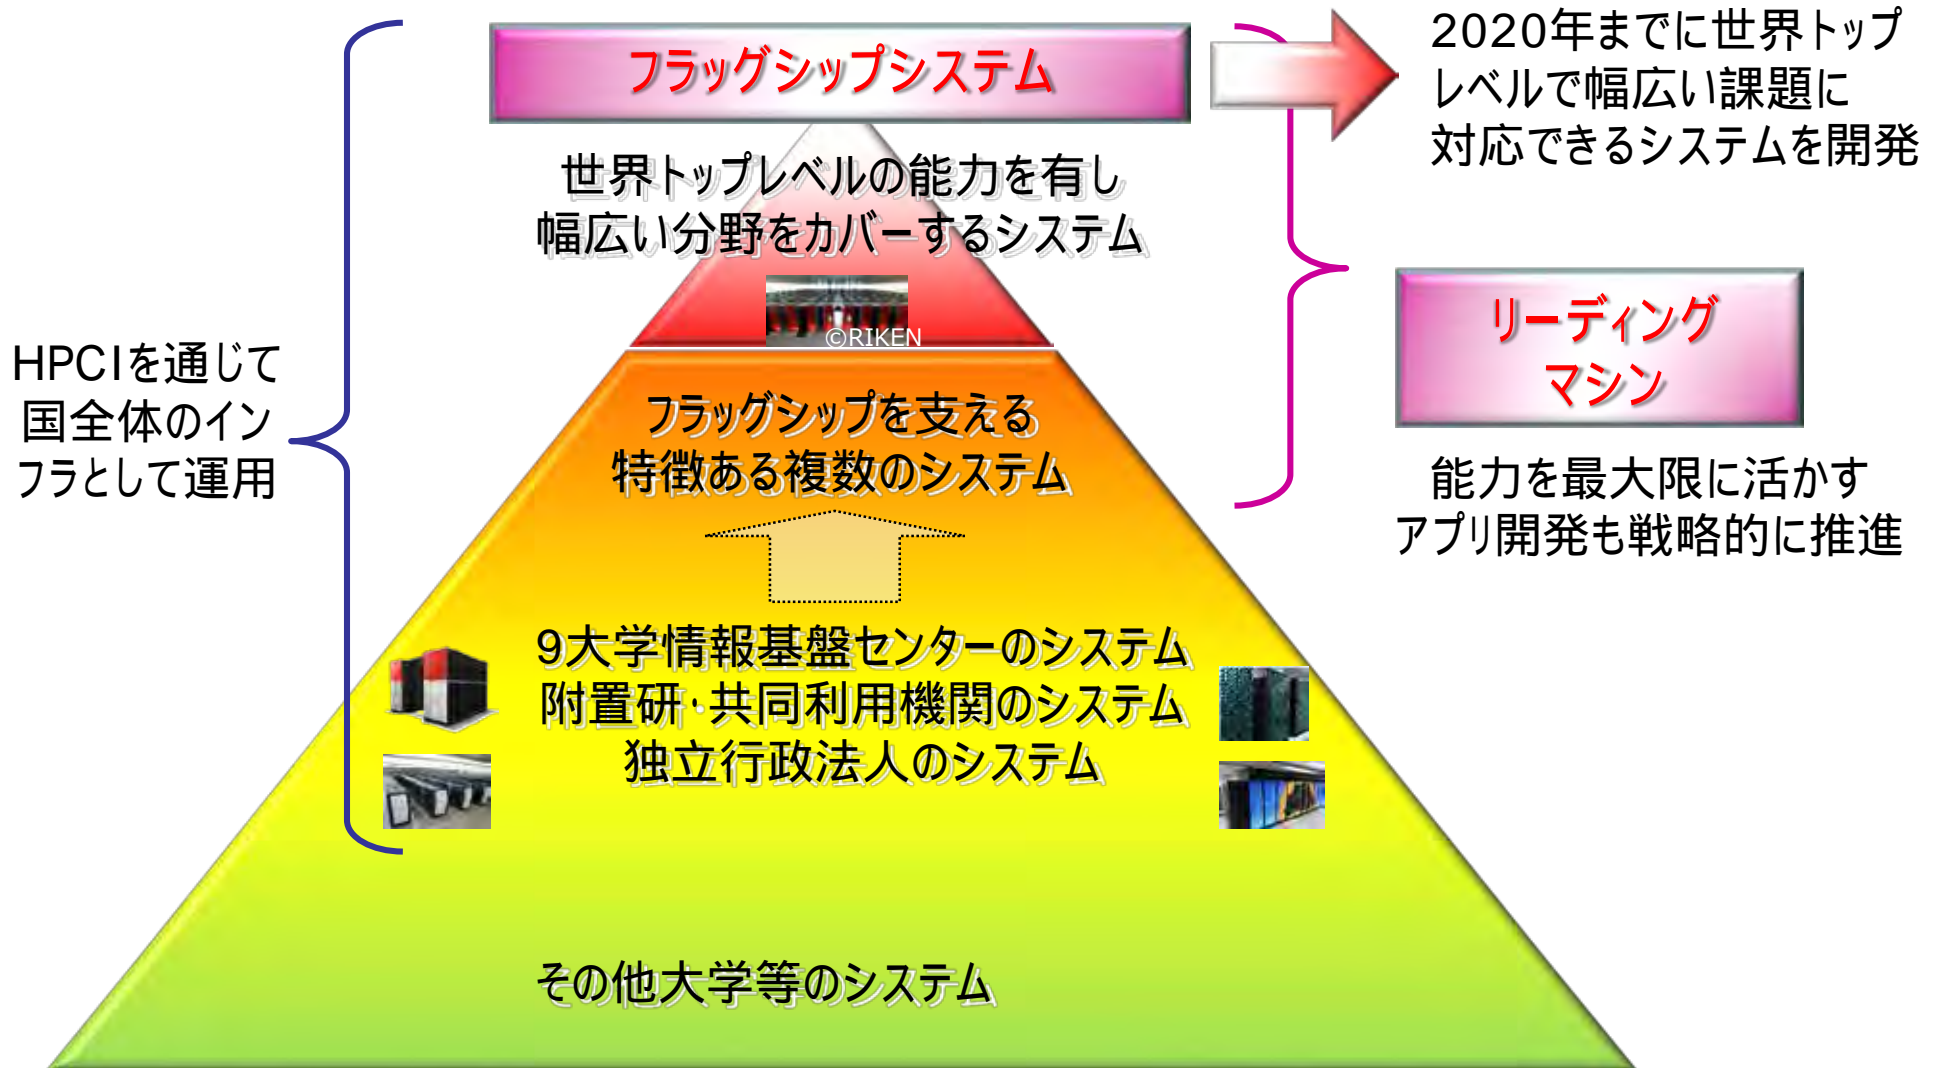 フラッグシップシステム
2020年までに世界トップ
レベルで幅広い課題に
対応できるシステムを開発
世界トップレベルの能力を有し
幅広い分野をカバーするシステム
©RIKEN
リーディング
マシン
能力を最大限に活かす
アプリ開発も戦略的に推進
HPCIを通じて
国全体のイン
フラとして運用
フラッグシップを支える
特徴ある複数のシステム
9大学情報基盤センターのシステム
附置研・共同利用機関のシステム
独立行政法人のシステム
その他大学等のシステム